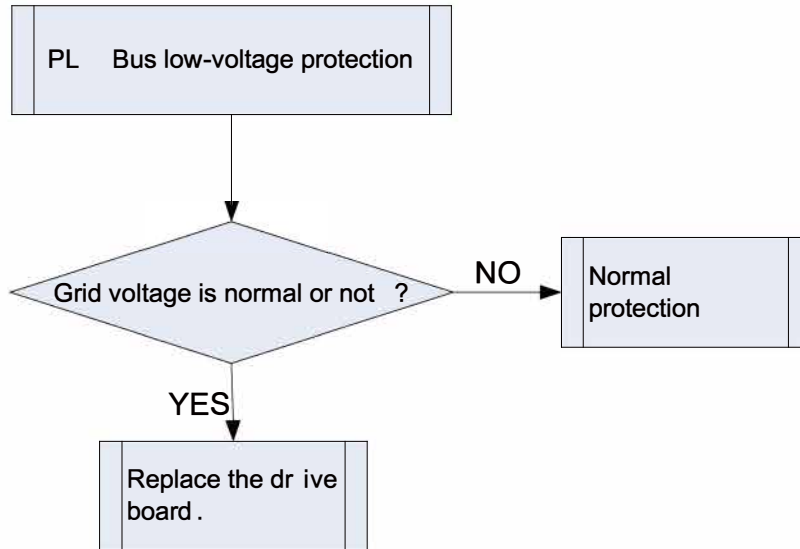 PL Bus low-voltage protection
Grid voltage is normal or not ?
NO
Normal
protection
YES
Replace the dr ive
board .